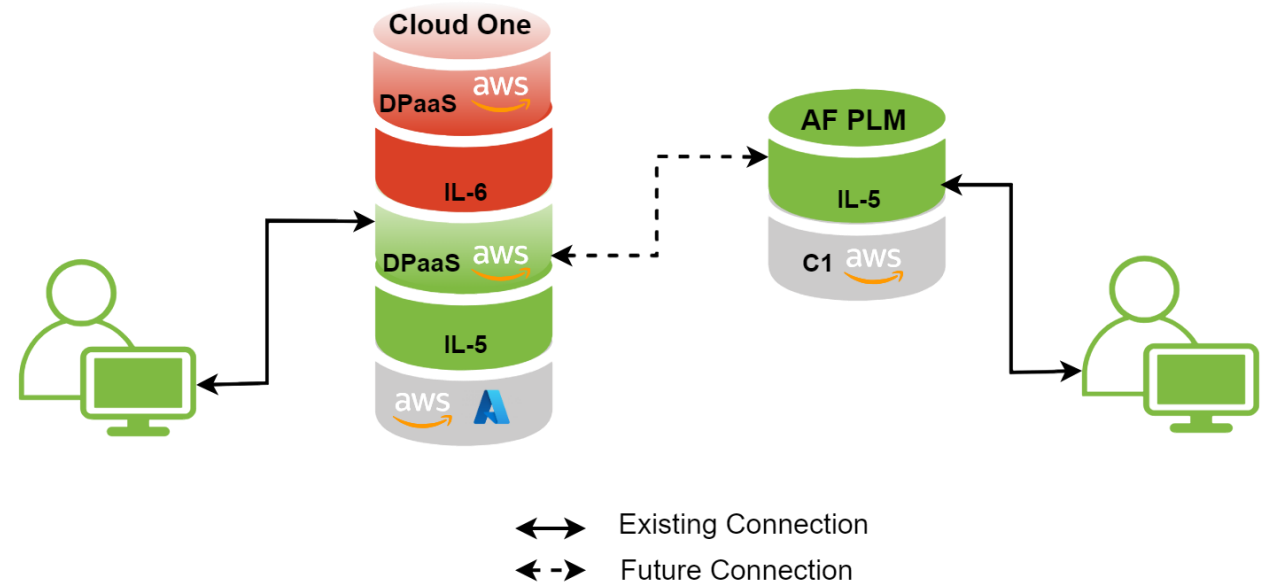 Cloud One
DPaaS aws
IL-6
DPaaS aws
IL-5
aws
AF PLM
IL-5
C1 aws
Existing Connection
Future Connection